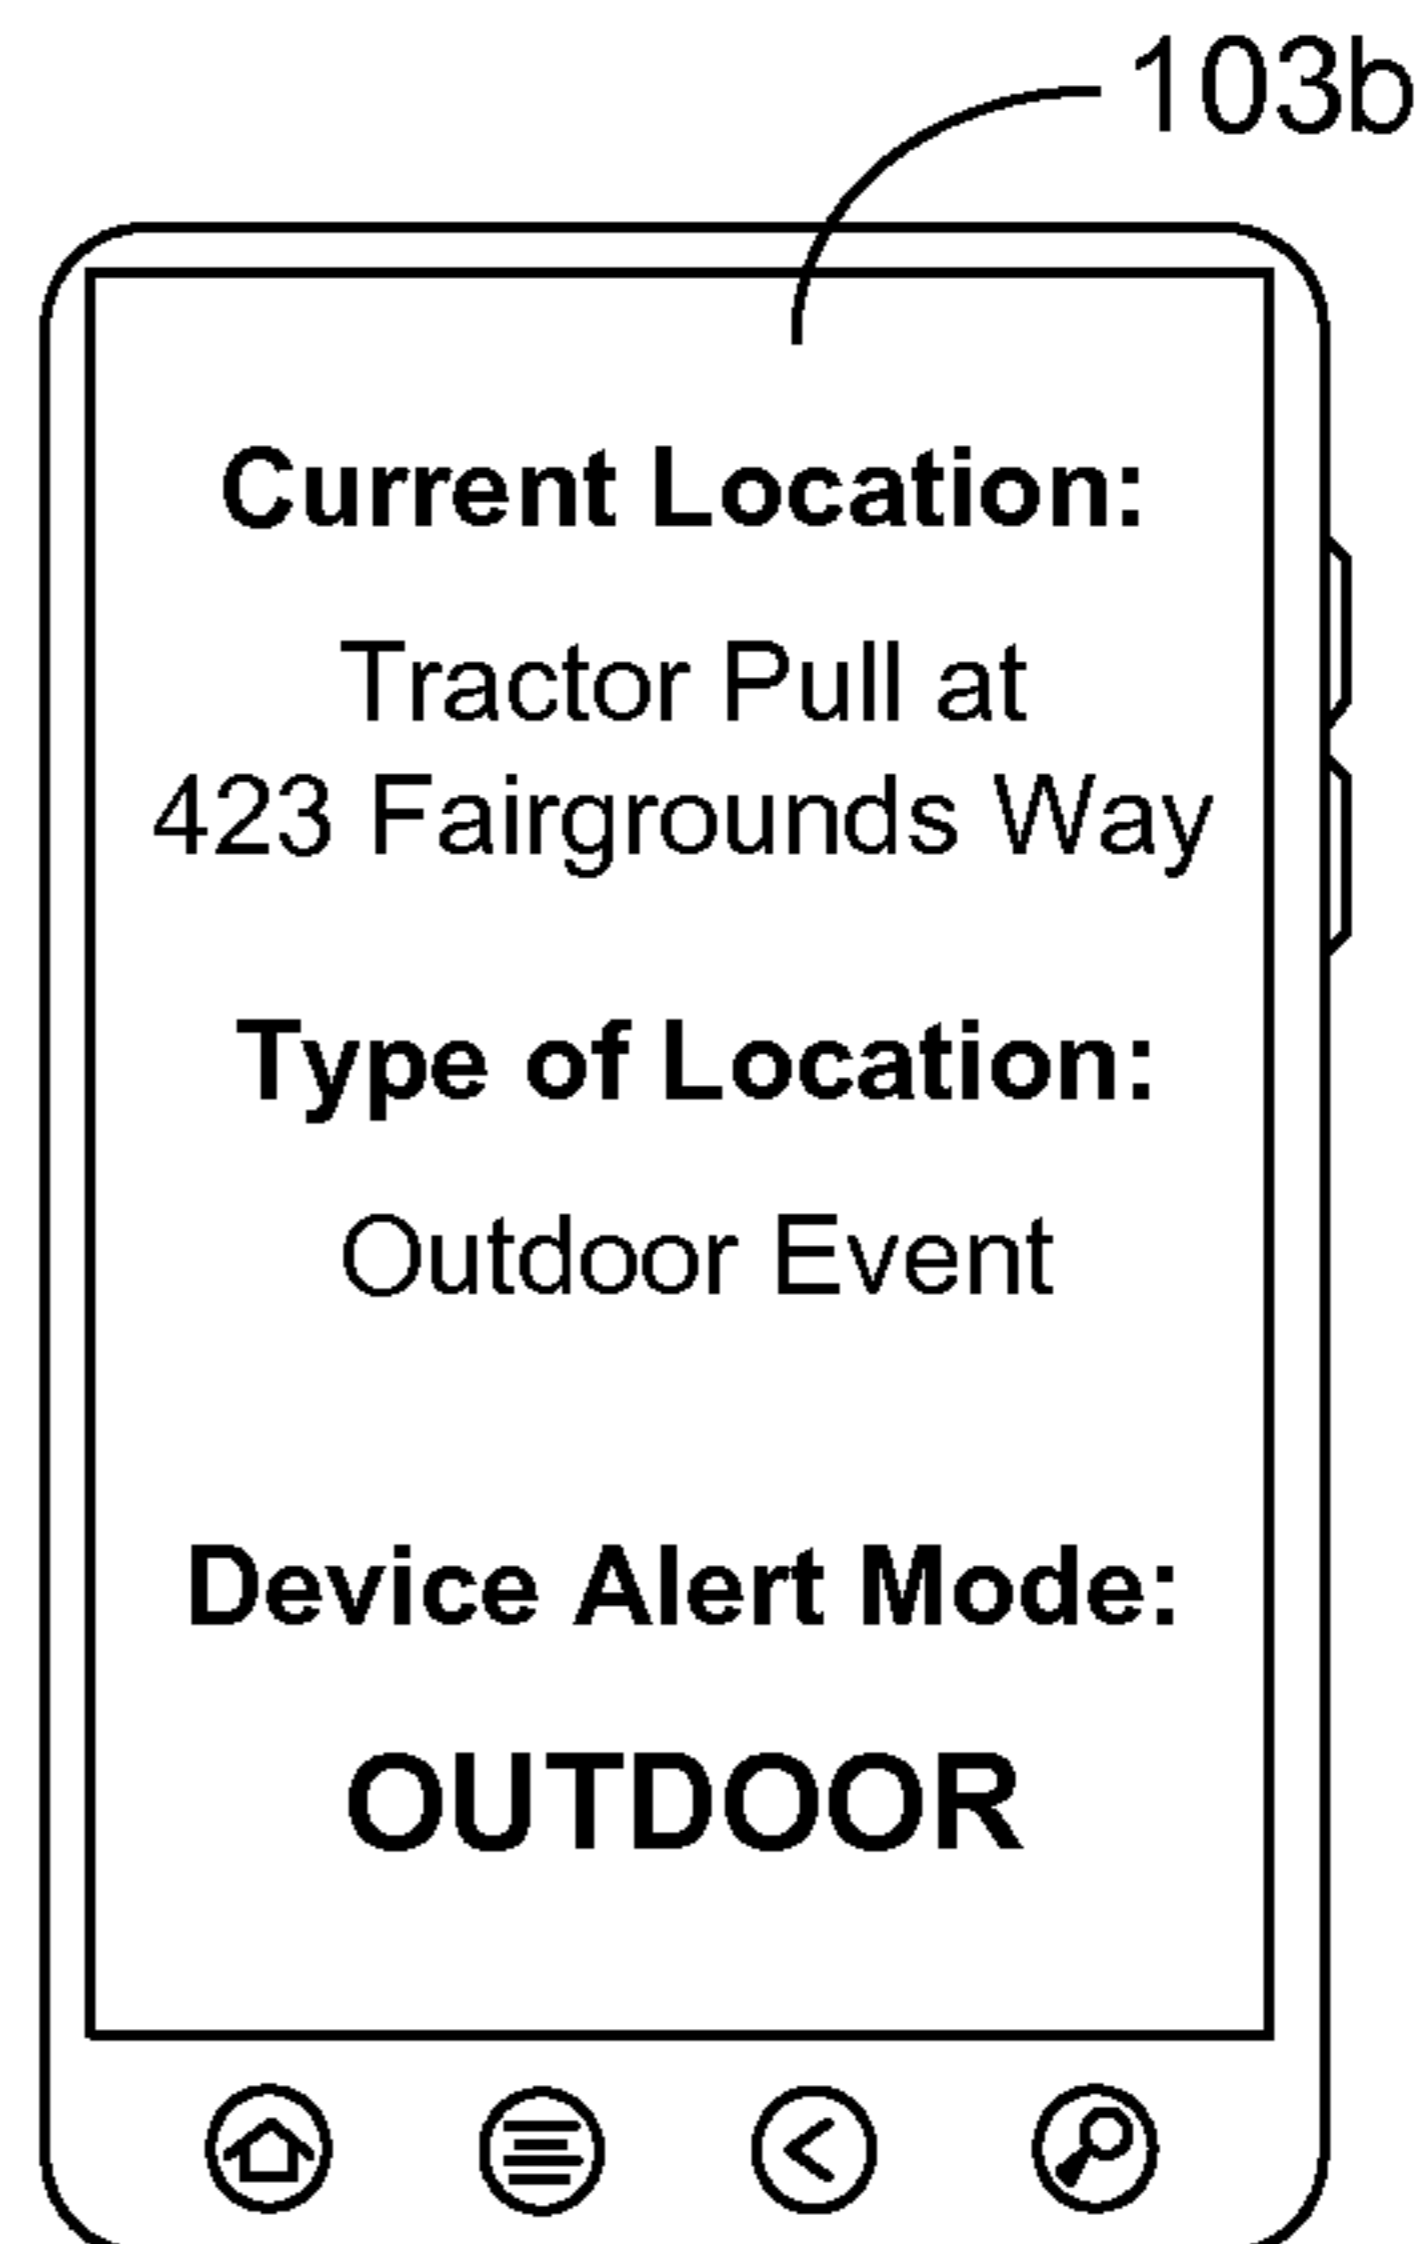 103b
Current Location:
Tractor Pull at
423 Fairgrounds Way
Type of Location:
Outdoor Event
Device Alert Mode:
OUTDOOR